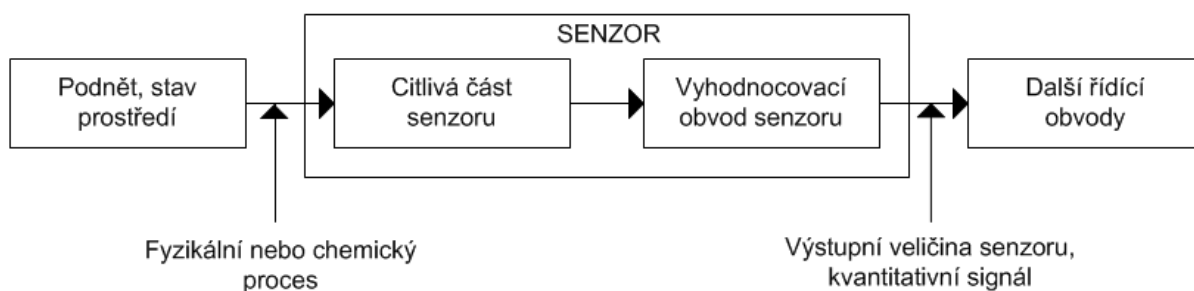 SENZOR
Podnět, stav
prostředí
Citlivá část
senzoru
Vyhodnocovací
obvod senzoru
Další řídící
obvody
Fyzikální nebo chemický
proces
Výstupní veličina senzoru,
kvantitativní signál